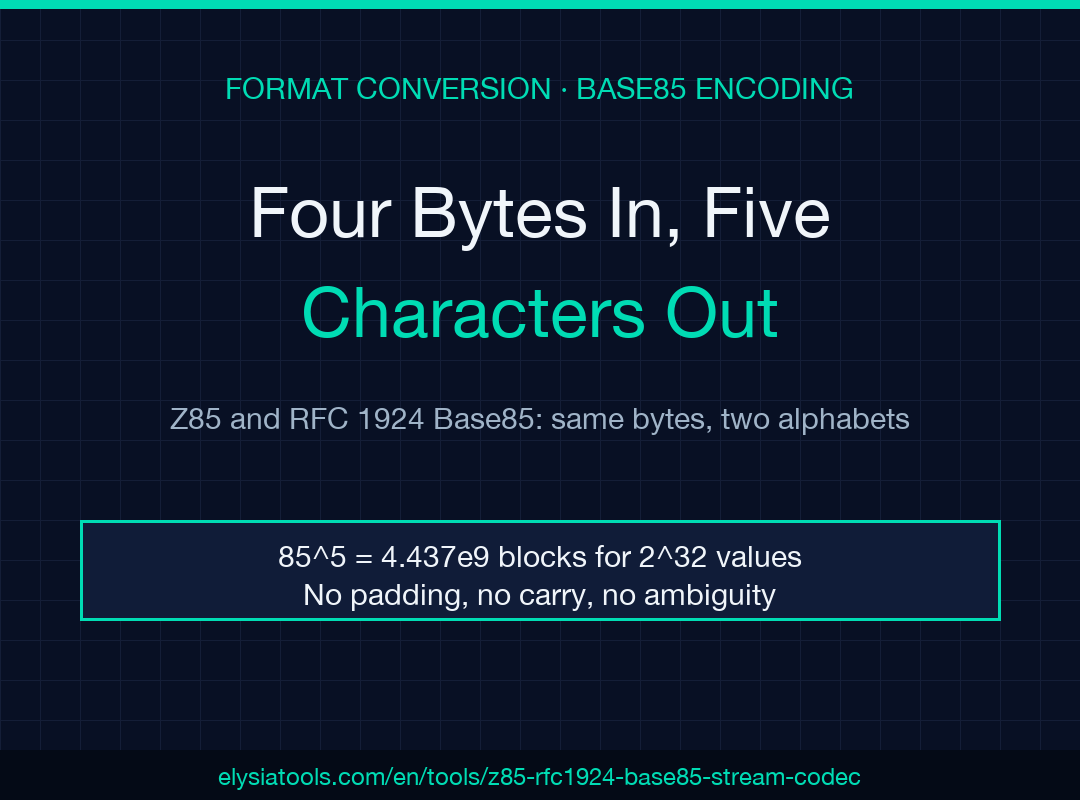 FORMAT CONVERSION · BASE85 ENCODING
Four Bytes In, Five
Characters Out
Z85 and RFC 1924 Base85: same bytes, two alphabets
85^5 = 4.437e9 blocks for 2^32 values
No padding, no carry, no ambiguity
elysiatools.com/en/tools/z85-rfc1924-base85-stream-codec